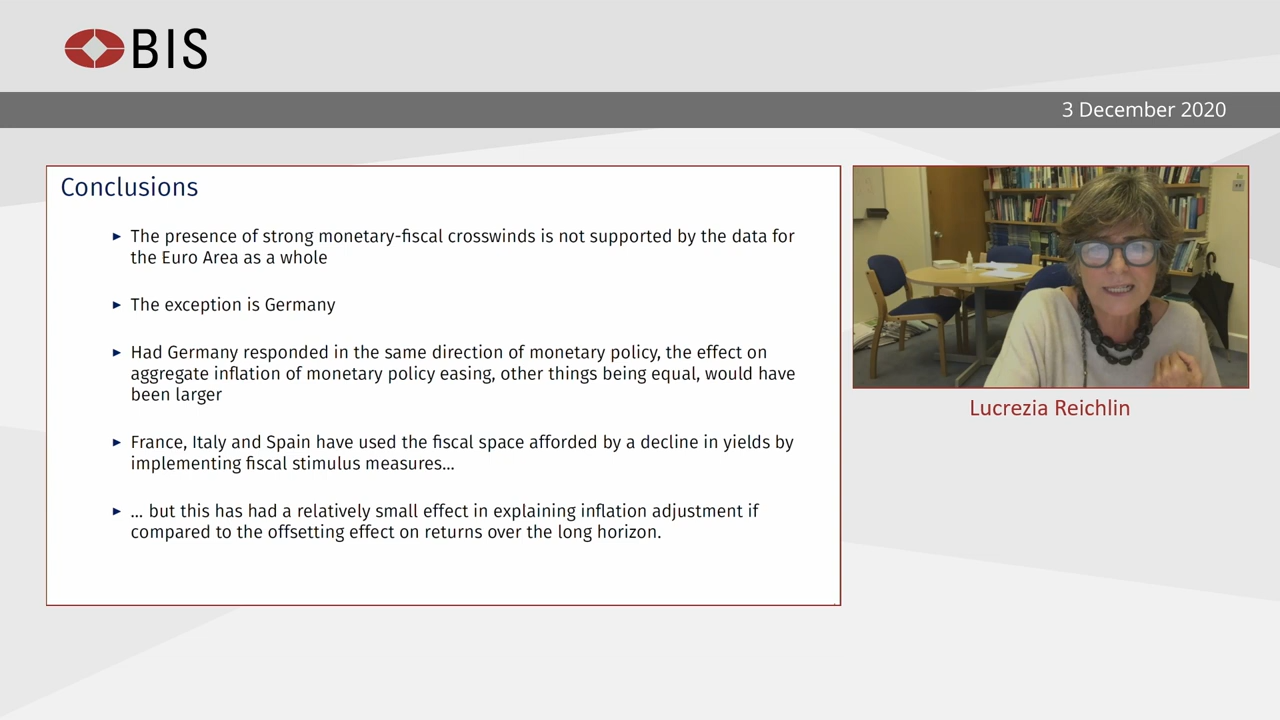 BIS
3 December 2020
Conclusions
▶ The presence of strong monetary-fiscal crosswinds is not supported by the data for
the Euro Area as a whole
▶ The exception is Germany
▶ Had Germany responded in the same direction of monetary policy, the effect on
aggregate inflation of monetary policy easing, other things being equal, would have
been larger
▶ France, Italy and Spain have used the fiscal space afforded by a decline in yields by
implementing fiscal stimulus measures...
▶ ... but this has had a relatively small effect in explaining inflation adjustment if
compared to the offsetting effect on returns over the long horizon.
Lucrezia Reichlin